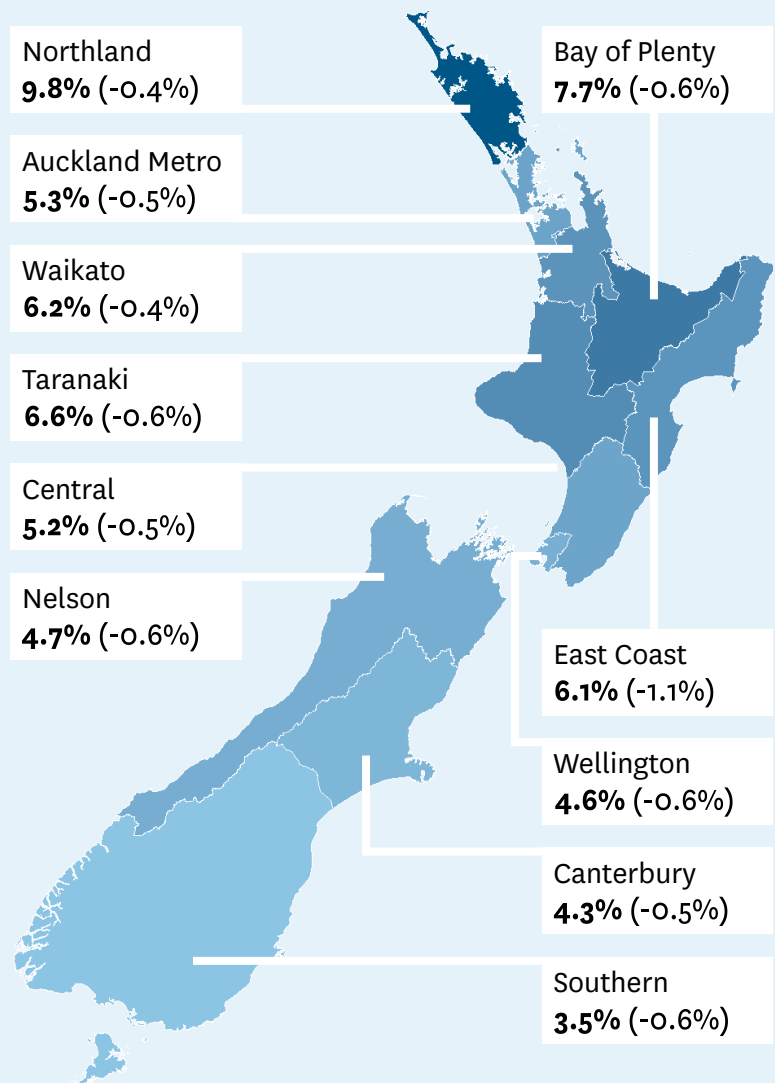 Northland
9.8% (-0.4%)
Auckland Metro
5.3% (-0.5%)
Waikato
6.2% (-0.4%)
Taranaki
6.6% (-0.6%)
Central
5.2% (-0.5%)
Nelson
4.7% (-0.6%)
Bay of Plenty
7.7% (-0.6%)
East Coast
6.1% (-1.1%)
Wellington
4.6% (-0.6%)
Canterbury
4.3% (-0.5%)
Southern
3.5% (-0.6%)